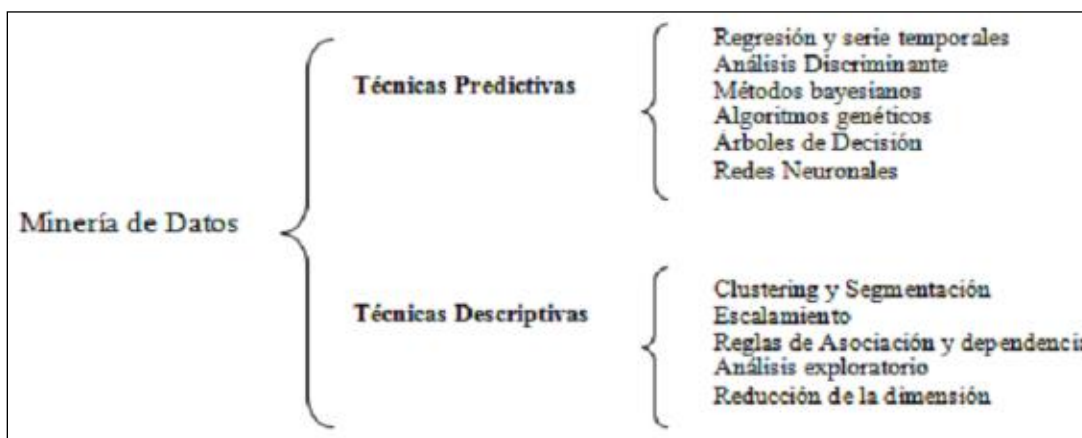 Minería de Datos
Técnicas Predictivas
Regresión y serie temporales
Análisis Discriminante
Métodos bayesianos
Algoritmos genéticos
Arboles de Decisión
Redes Neuronales
Técnicas Descriptivas
Clustering y Segmentación
Escalamiento
Reglas de Asociación y dependencia
Análisis exploratorio
Reducción de la dimensión